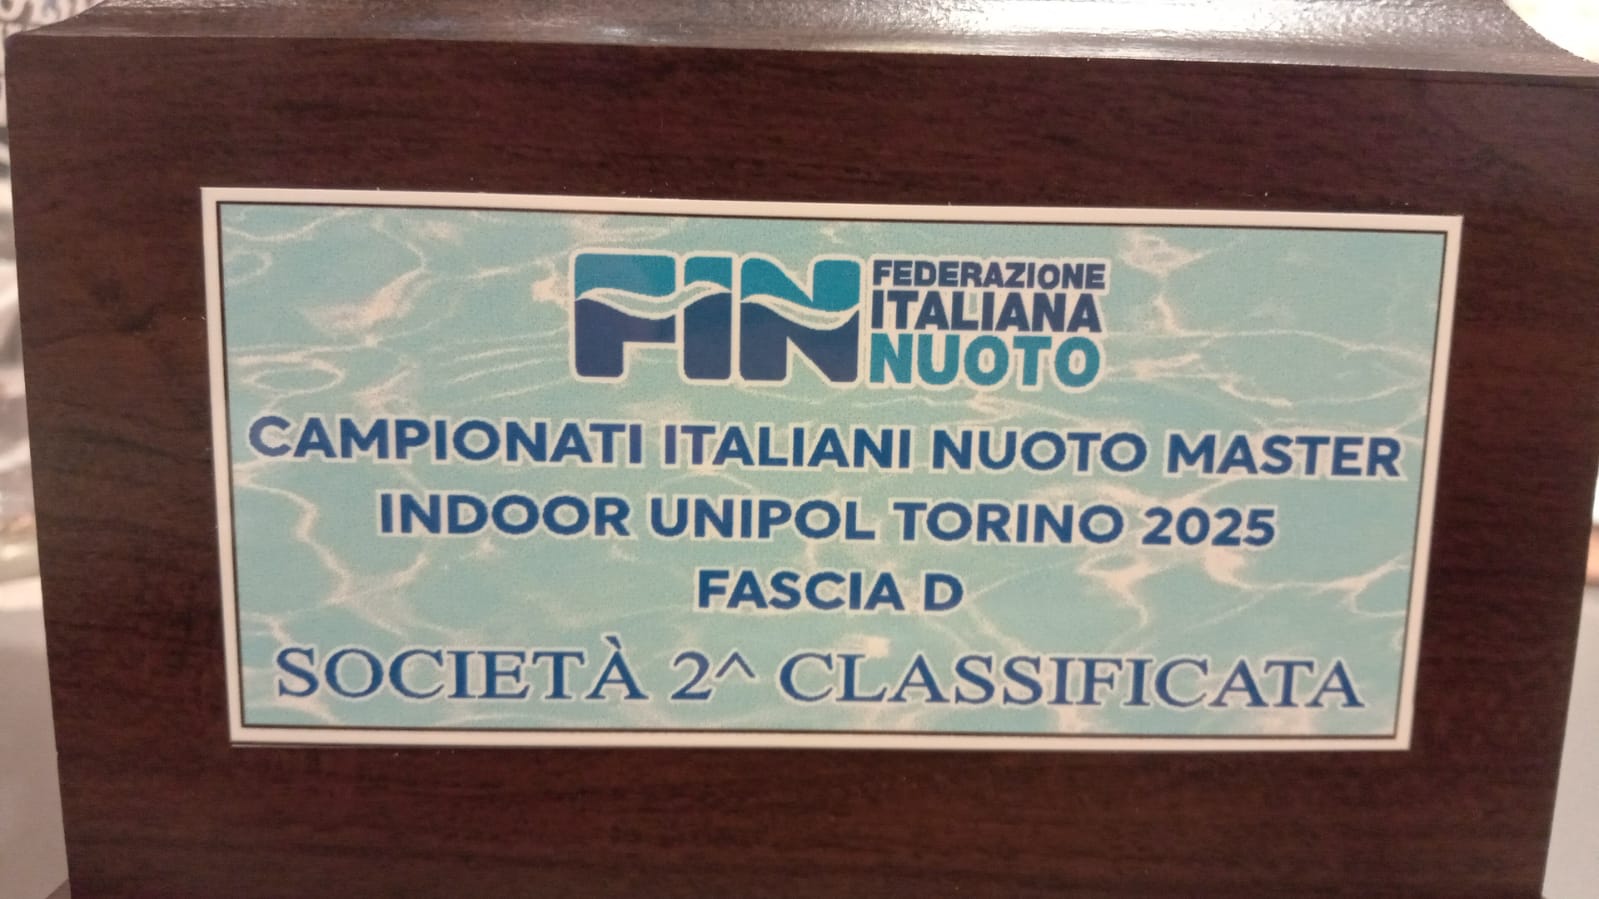 FIN
FEDERAZIONE
ITALIANA
NUOTO
CAMPIONATI ITALIANI NUOTO MASTER
INDOOR UNIPOL TORINO 2025
FASCIA D
SOCIETÀ 2^ CLASSIFICATA